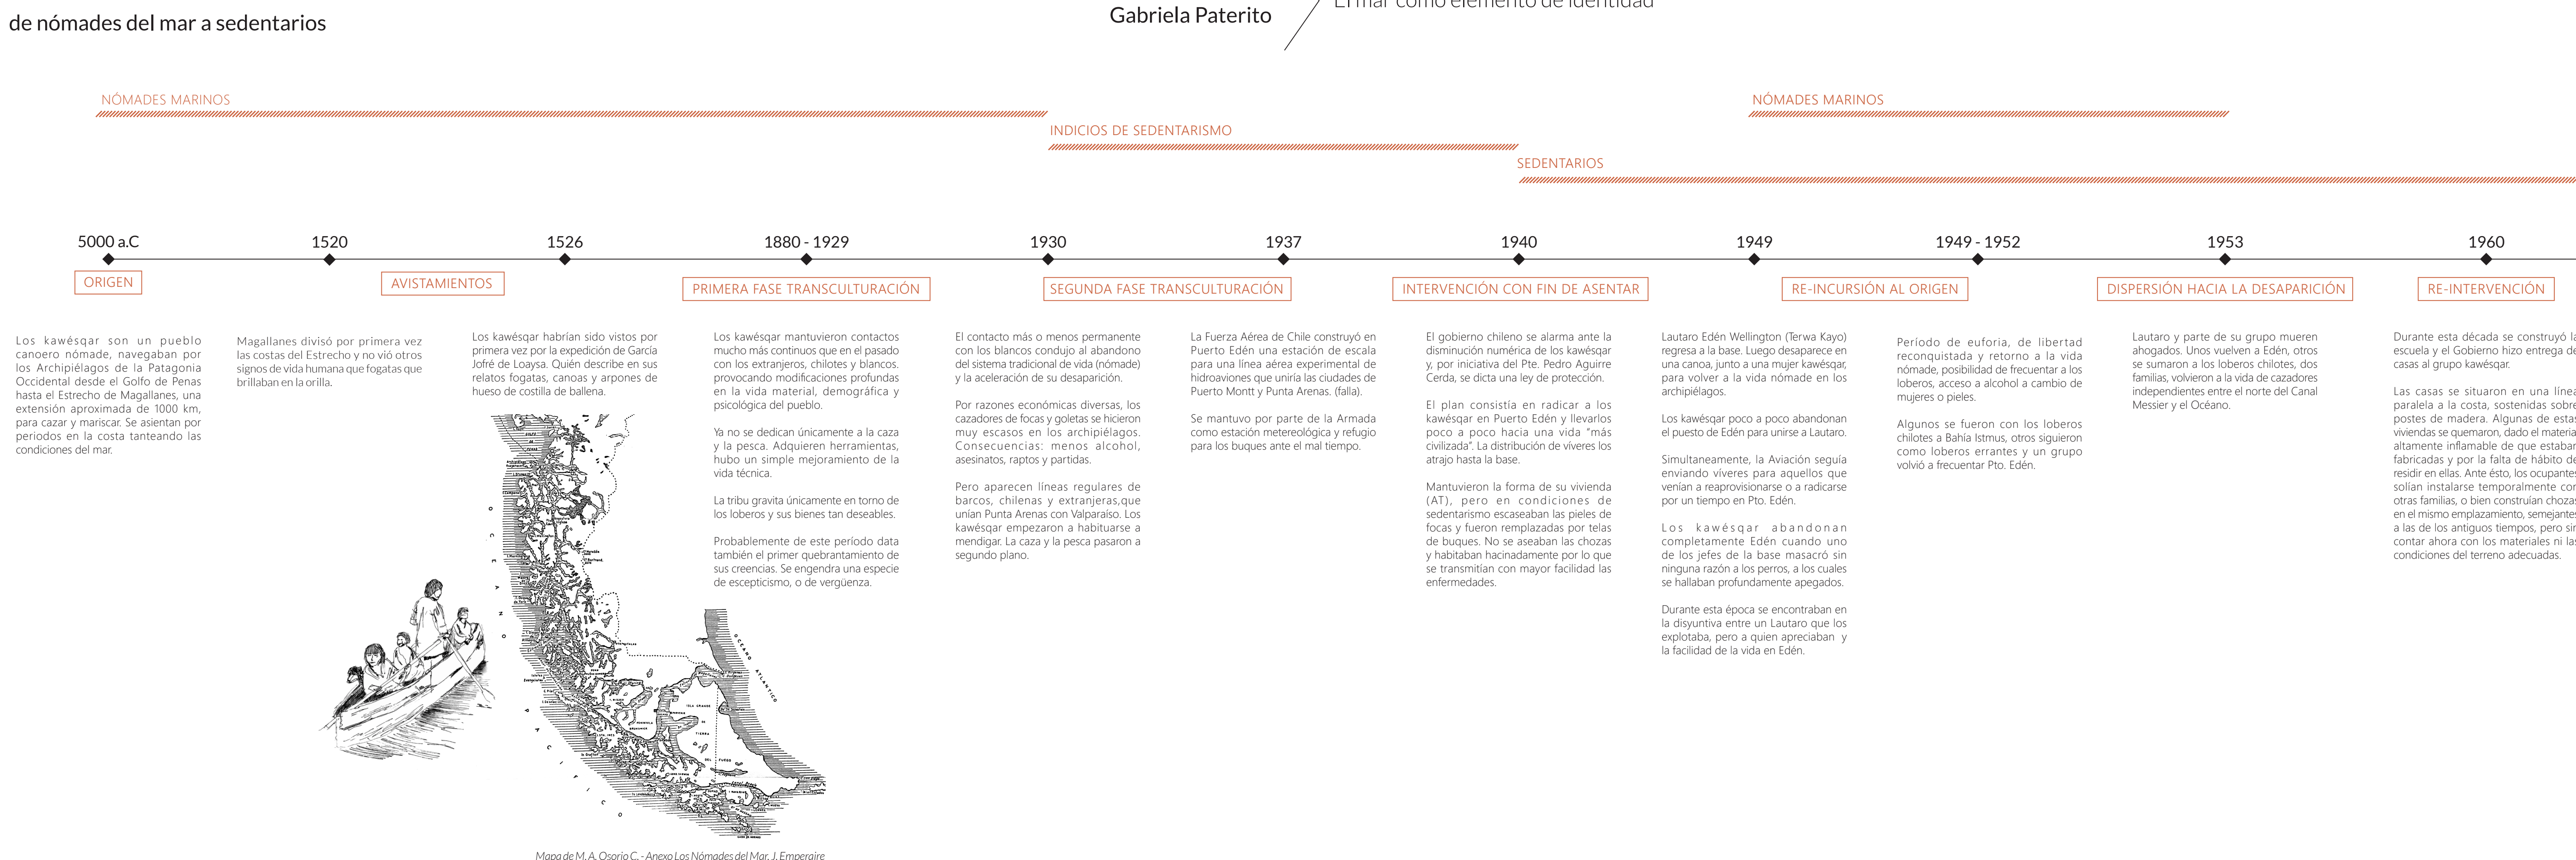 de nómades del mar a sedentarios
Gabriela Paterito
El mar como elemento de identidad
NÓMADES MARINOS
NÓMADES MARINOS
INDICIOS DE SEDENTARISMO
SEDENTARIOS
5000 a.C
1520
1526
1880 - 1929
1930
1937
1940
1949
1949 - 1952
1953
1960
ORIGEN
AVISTAMIENTOS
PRIMERA FASE TRANSCULTURACIÓN
SEGUNDA FASE TRANSCULTURACIÓN
INTERVENCIÓN CON FIN DE ASENTAR
RE-INCURSIÓN AL ORIGEN
DISPERSIÓN HACIA LA DESAPARICIÓN
RE-INTERVENCIÓN
Los kawésqar son un pueblo
canoero nómade, navegaban por
los Archipiélagos de la Patagonia
Occidental desde el Golfo de Penas
hasta el Estrecho de Magallanes, una
extensión aproximada de 1000 km,
para cazar y mariscar. Se asientan por
periodos en la costa tanteando las
condiciones del mar.
Magallanes divisó por primera vez
las costas del Estrecho y no vió otros
signos de vida humana que fogatas que
brillaban en la orilla.
Los kawésqar habrían sido vistos por
primera vez por la expedición de García
Jofré de Loaysa. Quién describe en sus
relatos fogatas, canoas y arpones de
hueso de costilla de ballena.
Los kawésqar mantuvieron contactos
mucho más continuos que en el pasado
con los extranjeros, chilotes y blancos.
provocando modificaciones profundas
en la vida material, demográfica y
psicológica del pueblo.
Ya no se dedican únicamente a la caza
y la pesca. Adquieren herramientas,
hubo un simple mejoramiento de la
vida técnica.
La tribu gravita únicamente en torno de
los loberos y sus bienes tan deseables.
Probablemente de este período data
también el primer quebrantamiento de
sus creencias. Se engendra una especie
de escepticismo, o de vergüenza.
El contacto más o menos permanente
con los blancos condujo al abandono
del sistema tradicional de vida (nómade)
y la aceleración de su desaparición.
Por razones económicas diversas, los
cazadores de focas y goletas se hicieron
muy escasos en los archipiélagos.
Consecuencias: menos alcohol,
asesinatos, raptos y partidas.
Pero aparecen líneas regulares de
barcos, chilenas y extranjeras,que
unían Punta Arenas con Valparaíso. Los
kawésqar empezaron a habituarse a
mendigar. La caza y la pesca pasaron a
segundo plano.
La Fuerza Aérea de Chile construyó en
Puerto Edén una estación de escala
para una línea aérea experimental de
hidroaviones que uniría las ciudades de
Puerto Montt y Punta Arenas. (falla).
Se mantuvo por parte de la Armada
como estación metereológica y refugio
para los buques ante el mal tiempo.
El gobierno chileno se alarma ante la
disminución numérica de los kawésqar
y, por iniciativa del Pte. Pedro Aguirre
Cerda, se dicta una ley de protección.
El plan consistía en radicar a los
kawésqar en Puerto Edén y llevarlos
poco a poco hacia una vida "más
civilizada". La distribución de víveres los
atrajo hasta la base.
Mantuvieron la forma de su vivienda
(AT), pero en condiciones de
sedentarismo escaseaban las pieles de
focas y fueron remplazadas por telas
de buques. No se aseaban las chozas
y habitaban hacinadamente por lo que
se transmitían con mayor facilidad las
enfermedades.
Lautaro Edén Wellington (Terwa Kayo)
regresa a la base. Luego desaparece en
una canoa, junto a una mujer kawésqar,
para volver a la vida nómade en los
archipiélagos.
Los kawésqar poco a poco abandonan
el puesto de Edén para unirse a Lautaro.
Simultaneamente, la Aviación seguía
enviando víveres para aquellos que
venían a reaprovisionarse o a radicarse
por un tiempo en Pto. Edén.
Los kawésqar abandonan
completamente Edén cuando uno
de los jefes de la base masacró sin
ninguna razón a los perros, a los cuales
se hallaban profundamente apegados.
Durante esta época se encontraban en
la disyuntiva entre un Lautaro que los
explotaba, pero a quien apreciaban y
la facilidad de la vida en Edén.
Período de euforia, de libertad
reconquistada y retorno a la vida
nómade, posibilidad de frecuentar a los
loberos, acceso a alcohol a cambio de
mujeres o pieles.
Algunos se fueron con los loberos
chilotes a Bahía Istmus, otros siguieron
como loberos errantes y un grupo
volvió a frecuentar Pto. Edén.
Lautaro y parte de su grupo mueren
ahogados. Unos vuelven a Edén, otros
se sumaron a los loberos chilotes, dos
familias, volvieron a la vida de cazadores
independientes entre el norte del Canal
Messier y el Océano.
Durante esta década se construyó la
escuela y el Gobierno hizo entrega de
casas al grupo kawésqar.
Las casas se situaron en una línea
paralela a la costa, sostenidas sobre
postes de madera. Algunas de estas
viviendas se quemaron, dado el materia
altamente inflamable de que estaban
fabricadas y por la falta de hábito de
residir en ellas. Ante ésto, los ocupantes
solían instalarse temporalmente con
otras familias, o bien construían chozas
en el mismo emplazamiento, semejantes
a las de los antiguos tiempos, pero sin
contar ahora con los materiales ni las
condiciones del terreno adecuadas.
OCEANO
PACIFICO
OCEANO ATLANTICO
ISLA GRANDE
DE
TIERRA
DEL FUEGO
Mapa de M. A. Osorio C. - Anexo Los Nómades del Mar, J. Emperaire